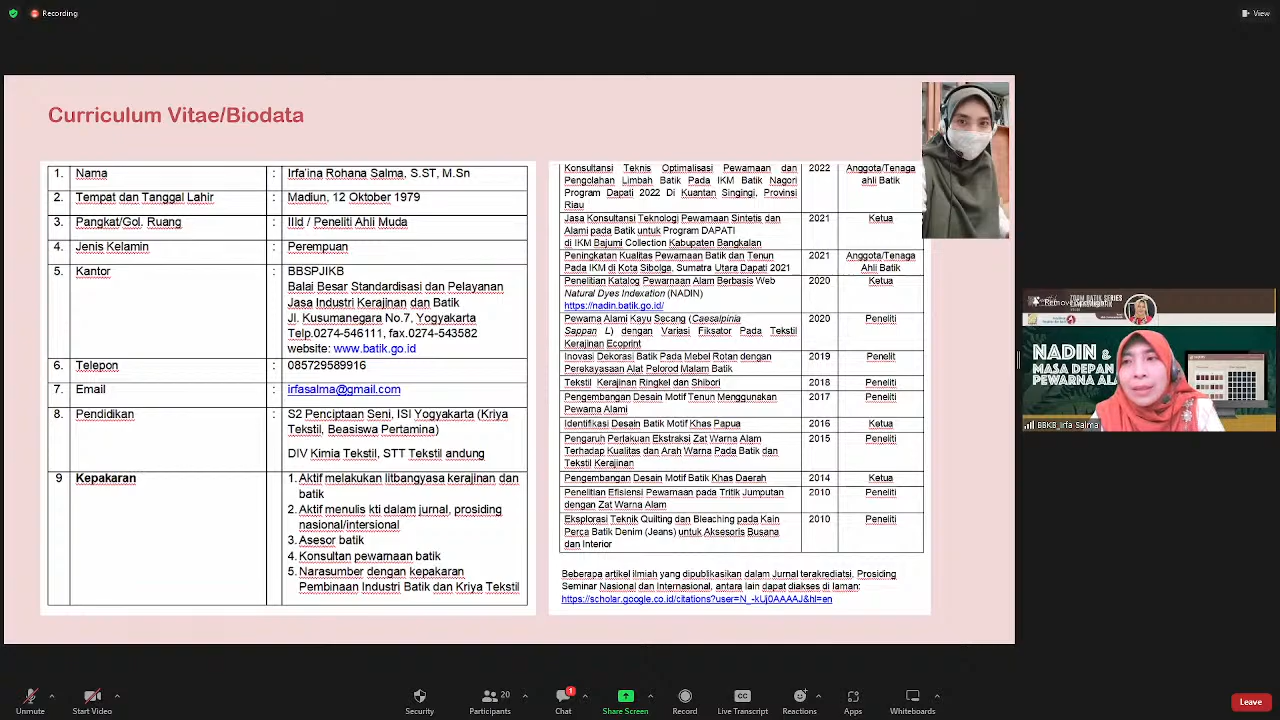 Recording
View
Curriculum Vitae/Biodata
1. Nama : Irfa'ina Rohana Salma, S.ST, M.Sn
2. Tempat dan Tanggal Lahir : Madiun, 12 Oktober 1979
3. Pangkat/Gol. Ruang : IIId / Peneliti Ahli Muda
4. Jenis Kelamin : Perempuan
5. Kantor : BBSPJIKB
Balai Besar Standardisasi dan Pelayanan
Jasa Industri Kerajinan dan Batik
Jl. Kusumanegara No.7, Yogyakarta
Telp.0274-546111, fax.0274-543582
website: www.batik.go.id
6. Telepon : 085729589916
7. Email : irfasalma@gmail.com
8. Pendidikan : S2 Penciptaan Seni, ISI Yogyakarta (Kriya
Tekstil, Beasiswa Pertamina)
DIV Kimia Tekstil, STT Tekstil andung
9 Kepakaran 1. Aktif melakukan litbangyasa kerajinan dan
batik
2. Aktif menulis kti dalam jurnal, prosiding
nasional/intersional
3. Asesor batik
4. Konsultan pewarnaan batik
5. Narasumber dengan kepakaran
Pembinaan Industri Batik dan Kriya Tekstil
Konsultansi Teknis Optimalisasi Pewarnaan dan 2022 Anggota/Tenaga
Pengolahan Limbah Batik Pada IKM Batik Nagori ahli Batik
Program Dapati 2022 Di Kuantan Singingi, Provinsi
Riau
Jasa Konsultansi Teknologi Pewarnaan Sintetis dan 2021 Ketua
Alami pada Batik untuk Program DAPATI
di IKM Bajumi Collection Kabupaten Bangkalan
Peningkatan Kualitas Pewarnaan Batik dan Tenun 2021 Anggota/Tenaga
Pada IKM di Kota Sibolga, Sumatra Utara Dapati 2021 Ahli Batik
Penelitian Katalog Pewarnaan Alam Berbasis Web 2020 Ketua
Natural Dyes Indexation (NADIN)
https://nadin.batik.go.id/
Pewarna Alami Kayu Secang (Caesalpinia 2020 Peneliti
Sappan L) dengan Variasi Fiksator Pada Tekstil
Kerajinan Ecoprint
Inovasi Dekorasi Batik Pada Mebel Rotan dengan 2019 Penelit
Perekayasaan Alat Pelorod Malam Batik
Tekstil Kerajinan Ringkel dan Shibori 2018 Peneliti
Pengembangan Desain Motif Tenun Menggunakan 2017 Peneliti
Pewarna Alami
Identifikasi Desain Batik Motif Khas Papua 2016 Ketua
Pengaruh Perlakuan Ekstraksi Zat Warna Alam 2015 Peneliti
Terhadap Kualitas dan Arah Warna Pada Batik dan
Tekstil Kerajinan
Pengembangan Desain Motif Batik Khas Daerah 2014 Ketua
Penelitian Efisiensi Pewarnaan pada Tritik Jumputan 2010 Peneliti
dengan Zat Warna Alam
Eksplorasi Teknik Quilting dan Bleaching pada Kain 2010 Peneliti
Perca Batik Denim (Jeans) untuk Aksesoris Busana
dan Interior
Beberapa artikel ilmiah yang dipublikasikan dalam Jurnal terakreditatsi, Prosiding
Seminar Nasional dan Internasional, antara lain dapat diakses di laman:
https://scholar.google.co.id/citations?user=N_-kUj0AAAAJ&hl=en
ZOOM BATIK SERIES
NADIN &
MASA DEPAN
PEWARNA ALA
BBKB_Irfa Salma
Unmute
Start Video
Security
Participants 20
Chat 1
Share Screen
Record
CC
Live Transcript
Reactions
Apps
Whiteboards
Leave